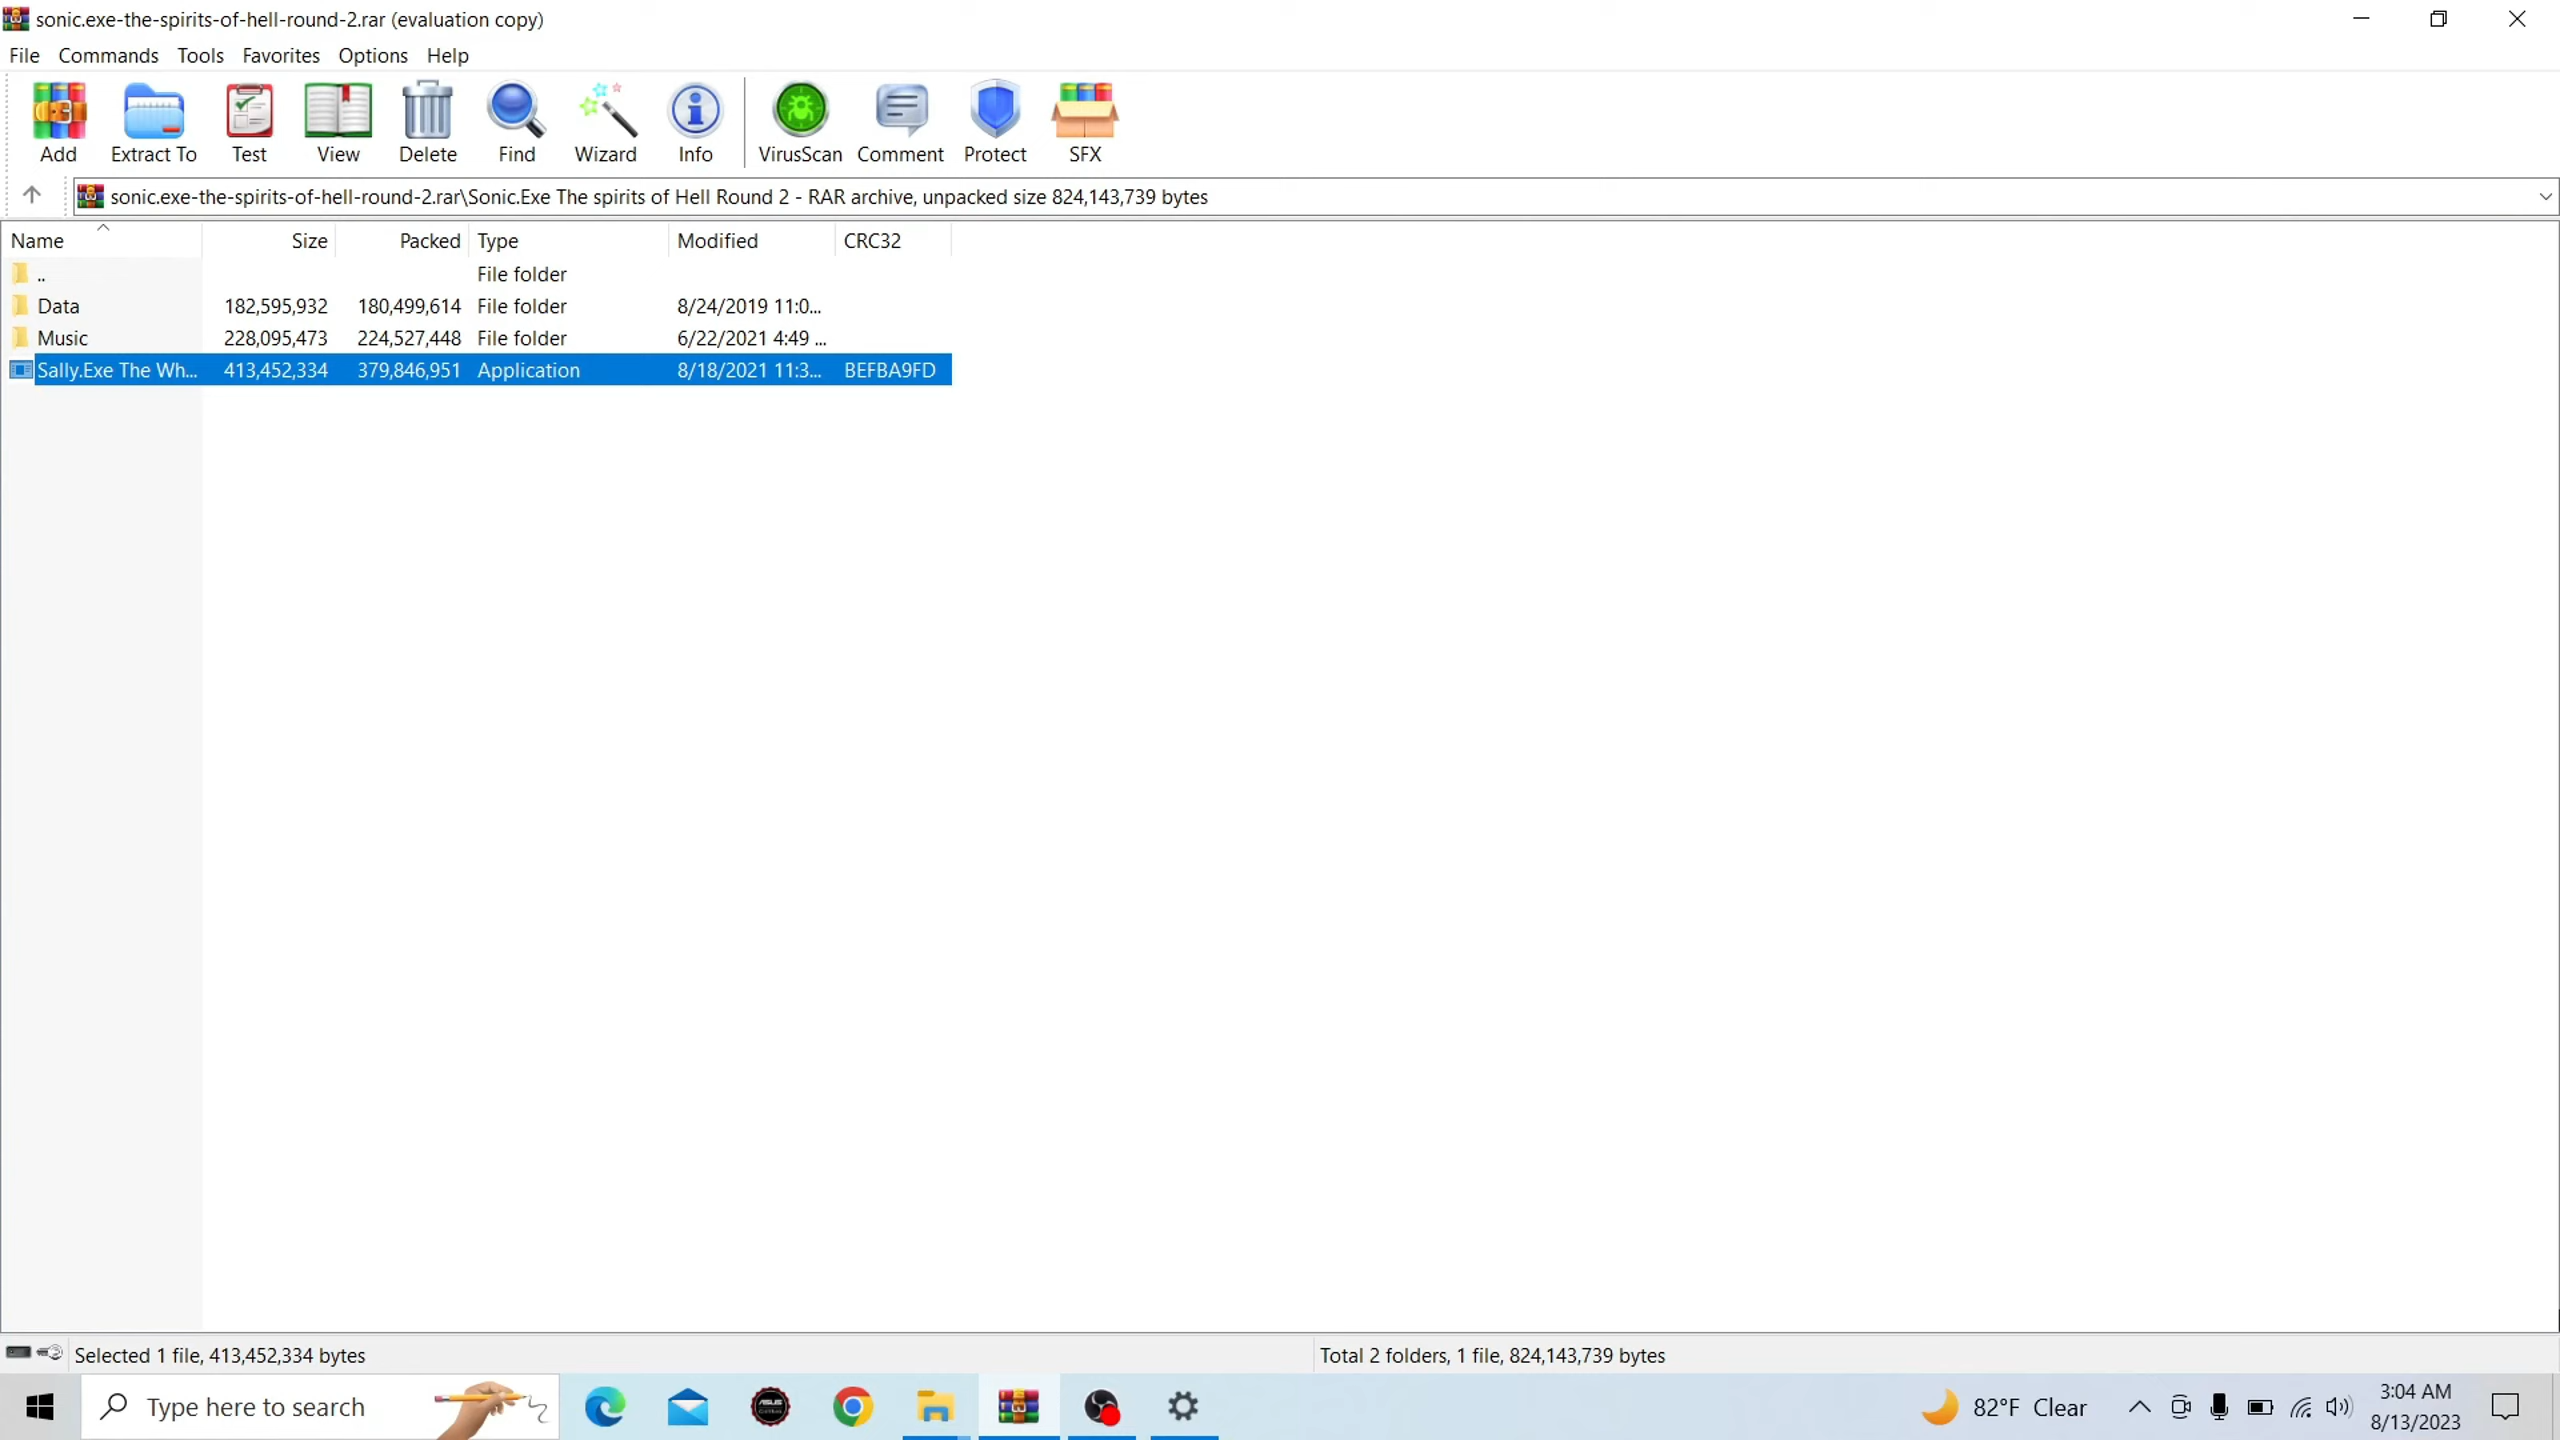 sonic.exe-the-spirits-of-hell-round-2.rar (evaluation copy)
File Commands Tools Favorites Options Help
Add Extract To Test View Delete Find Wizard Info VirusScan Comment Protect SFX
sonic.exe-the-spirits-of-hell-round-2.rar\Sonic.Exe The spirits of Hell Round 2 - RAR archive, unpacked size 824,143,739 bytes
Name Size Packed Type Modified CRC32
.. File folder
Data 182,595,932 180,499,614 File folder 8/24/2019 11:0...
Music 228,095,473 224,527,448 File folder 6/22/2021 4:49 ...
Sally.Exe The Wh... 413,452,334 379,846,951 Application 8/18/2021 11:3... BEFBA9FD
Selected 1 file, 413,452,334 bytes Total 2 folders, 1 file, 824,143,739 bytes
Type here to search 82°F Clear 3:04 AM
8/13/2023